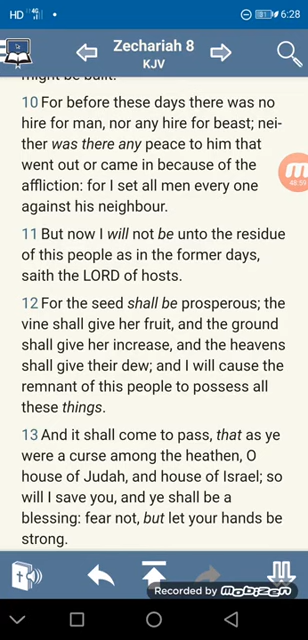 HD 4G 6:28
Zechariah 8
KJV
might be built.
10 For before these days there was no
hire for man, nor any hire for beast; nei-
ther was there any peace to him that
went out or came in because of the
affliction: for I set all men every one
against his neighbour.
M
48:59
11 But now I will not be unto the residue
of this people as in the former days,
saith the LORD of hosts.
12 For the seed shall be prosperous; the
vine shall give her fruit, and the ground
shall give her increase, and the heavens
shall give their dew; and I will cause the
remnant of this people to possess all
these things.
13 And it shall come to pass, that as ye
were a curse among the heathen, O
house of Judah, and house of Israel; so
will I save you, and ye shall be a
blessing: fear not, but let your hands be
strong.
Recorded by mobizen